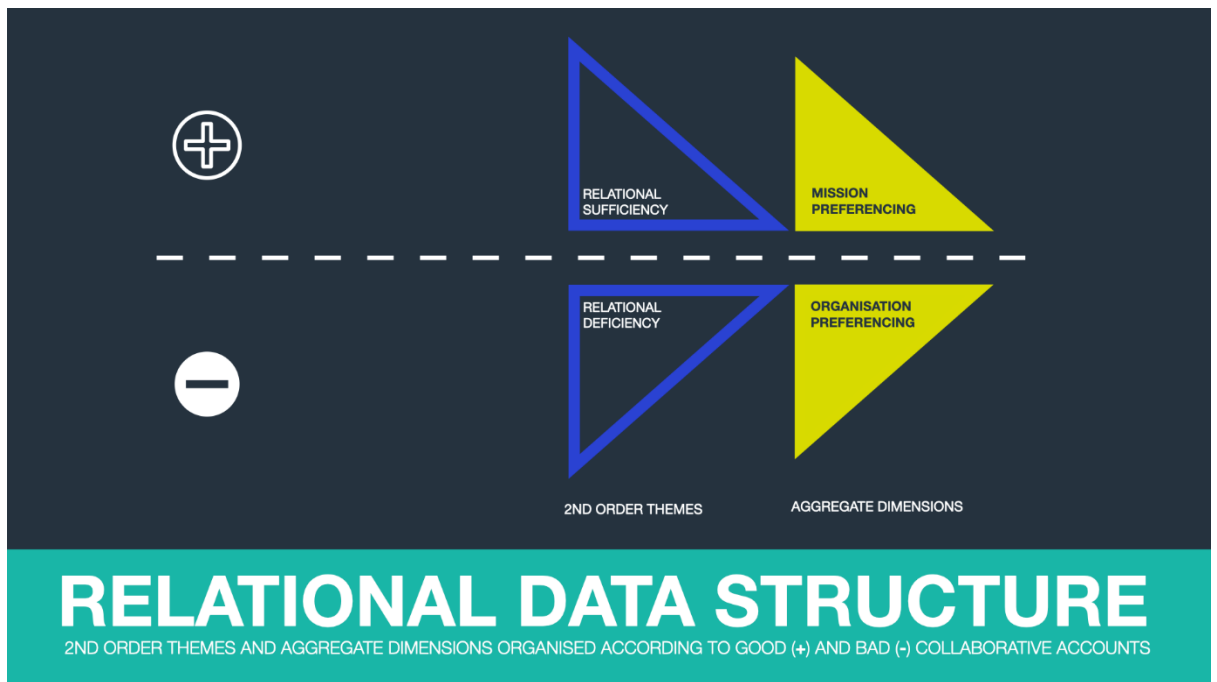 RELATIONAL
SUFFICIENCY
MISSION
PREFERENCING
RELATIONAL
DEFICIENCY
ORGANISATION
PREFERENCING
2ND ORDER THEMES
AGGREGATE DIMENSIONS
RELATIONAL DATA STRUCTURE
2ND ORDER THEMES AND AGGREGATE DIMENSIONS ORGANISED ACCORDING TO GOOD (+) AND BAD (-) COLLABORATIVE ACCOUNTS